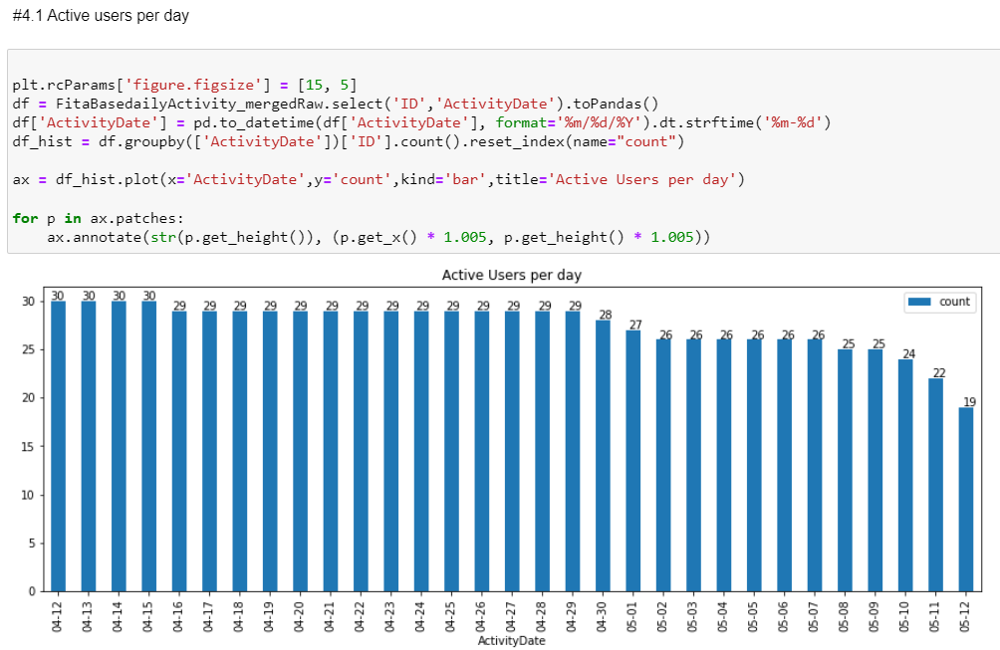 #4.1 Active users per day
plt.rcParams['figure.figsize'] = [15, 5]
df = FitaBasedailyActivity_mergedRaw.select('ID','ActivityDate').toPandas()
df['ActivityDate'] = pd.to_datetime(df['ActivityDate'], format='%m/%d/%Y').dt.strftime('%m-%d')
df_hist = df.groupby(['ActivityDate'])['ID'].count().reset_index(name="count")
ax = df_hist.plot(x='ActivityDate',y='count',kind='bar',title='Active Users per day')
for p in ax.patches:
    ax.annotate(str(p.get_height()), (p.get_x() * 1.005, p.get_height() * 1.005))
Active Users per day
count
30 30 30 30 29 29 29 29 29 29 29 29 29 29 29 29 29 29 28 27 26 26 26 26 26 26 25 25 24 22 19
30
25
20
15
10
5
0
04-12 04-13 04-14 04-15 04-16 04-17 04-18 04-19 04-20 04-21 04-22 04-23 04-24 04-25 04-26 04-27 04-28 04-29 04-30 05-01 05-02 05-03 05-04 05-05 05-06 05-07 05-08 05-09 05-10 05-11 05-12
ActivityDate